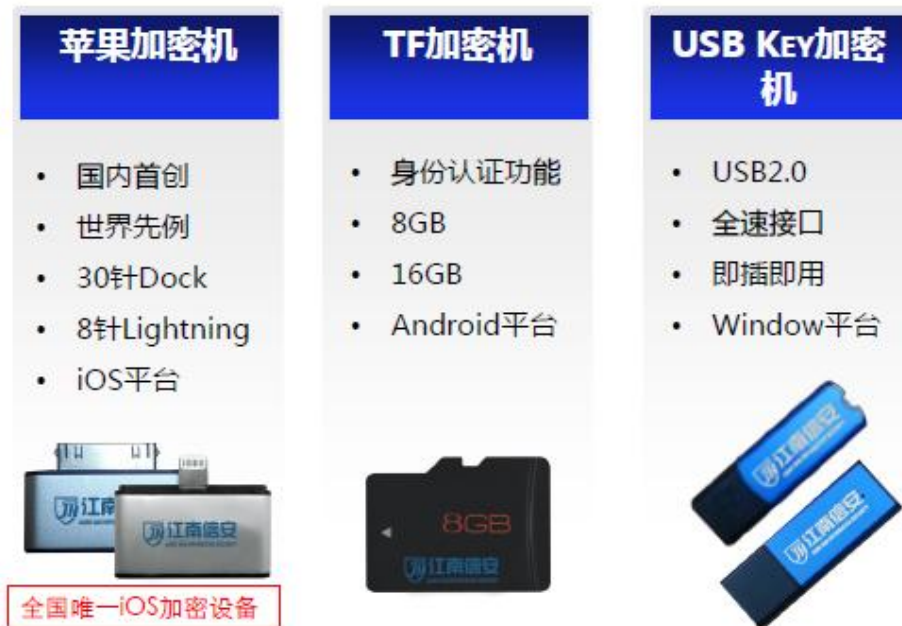 苹果加密机
• 国内首创
• 世界先例
• 30针Dock
• 8针Lightning
• iOS平台
江南
江南信安
全国唯一iOS加密设备
TF加密机
• 身份认证功能
• 8GB
• 16GB
• Android平台
8GB
江南信安
USB KEY加密
机
• USB2.0
• 全速接口
• 即插即用
• Window平台
江南信安
江南信安